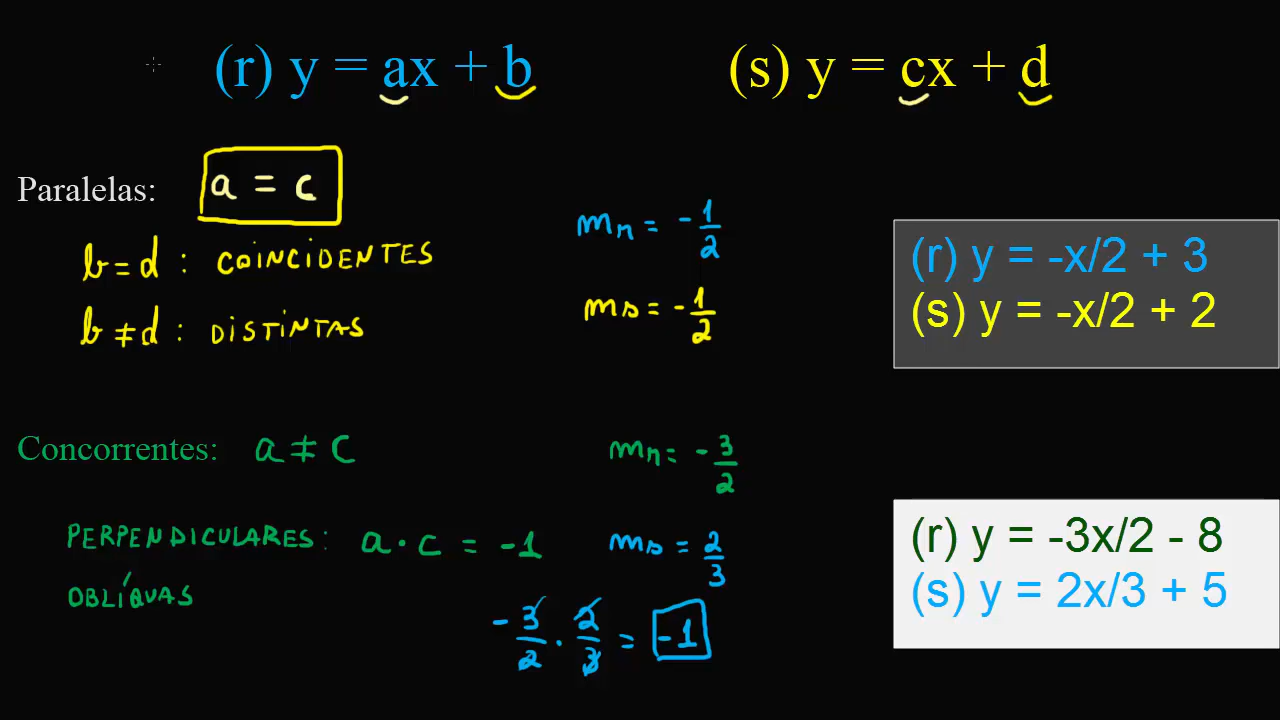 (r) y = ax + b
(s) y = cx + d
Paralelas: a = c
b = d : COINCIDENTES
b ≠ d : DISTINTAS
mr = -1/2
ms = -1/2
(r) y = -x/2 + 3
(s) y = -x/2 + 2
Concorrentes: a ≠ c
PERPENDICULARES: a · c = -1
OBLÍQUAS
mr = -3/2
ms = 2/3
-3/2 · 2/3 = -1
(r) y = -3x/2 - 8
(s) y = 2x/3 + 5